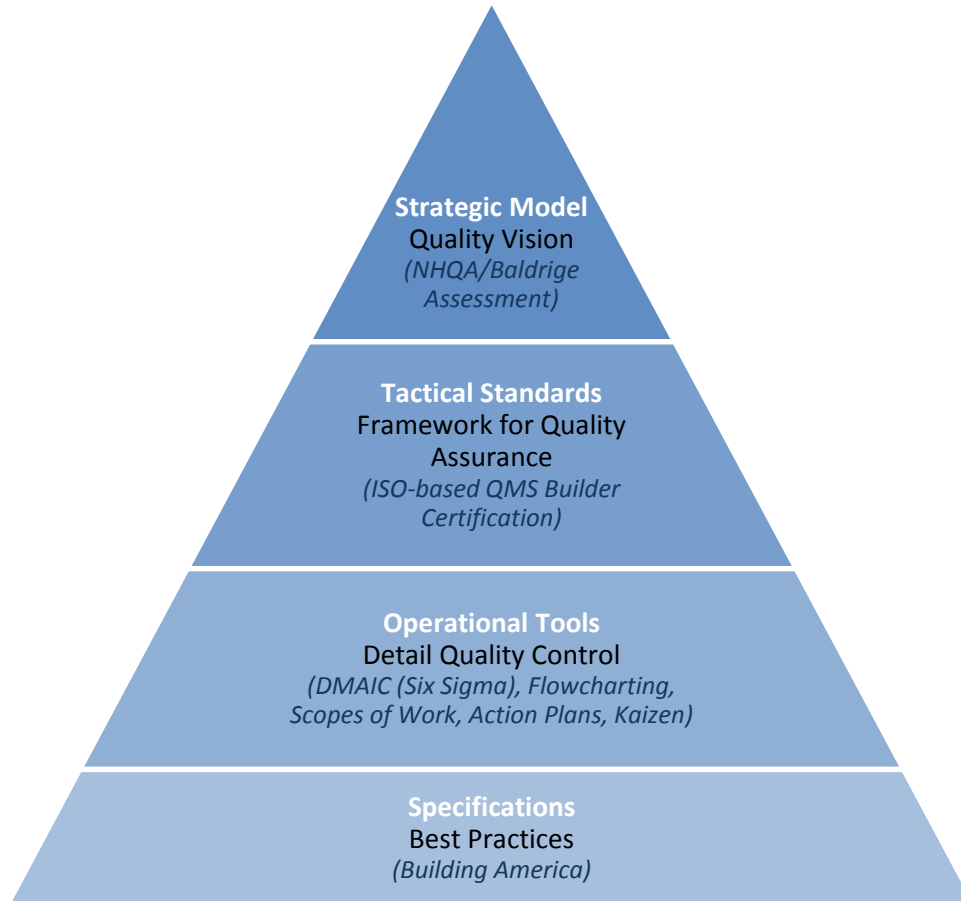 Strategic Model
Quality Vision
(NHQA/Baldrige
Assessment)
Tactical Standards
Framework for Quality
Assurance
(ISO-based QMS Builder
Certification)
Operational Tools
Detail Quality Control
(DMAIC (Six Sigma), Flowcharting,
Scopes of Work, Action Plans, Kaizen)
Specifications
Best Practices
(Building America)